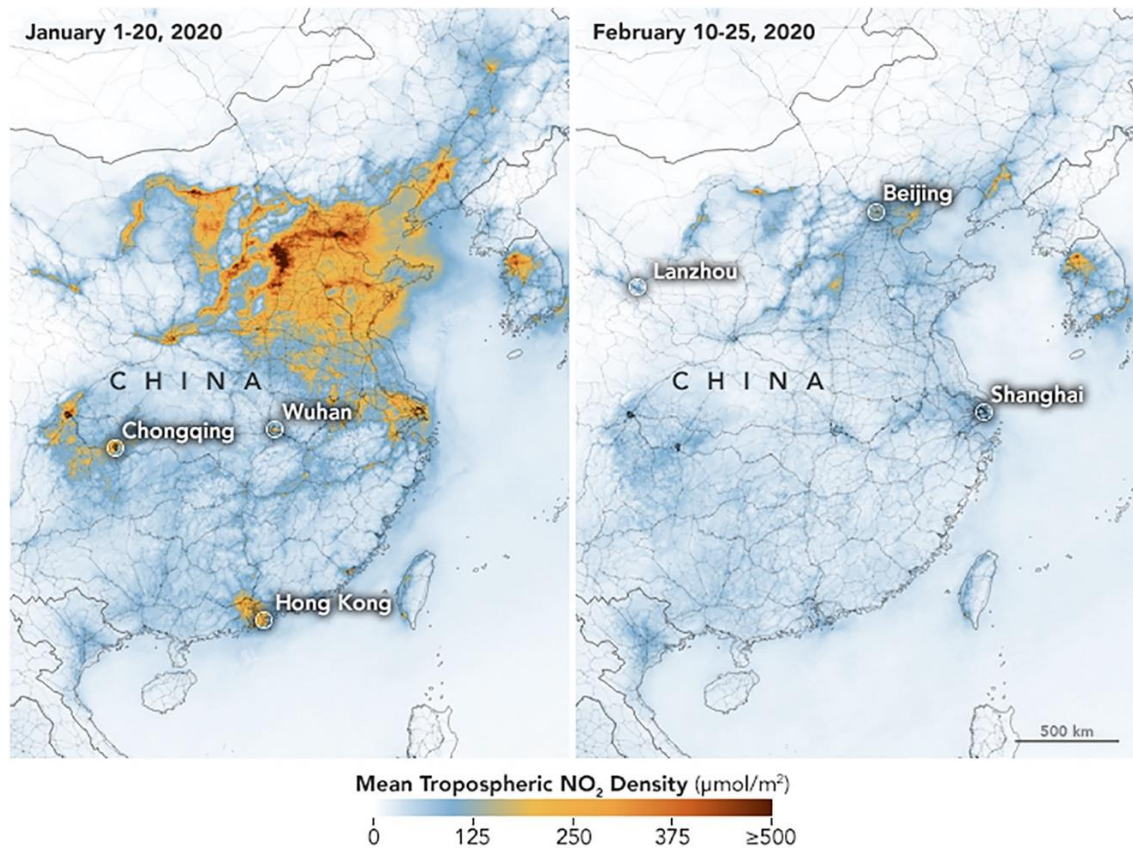 January 1-20, 2020
CHINA
Wuhan
Chongqing
Hong Kong
February 10-25, 2020
Beijing
Lanzhou
CHINA
Shanghai
500 km
Mean Tropospheric NO₂ Density (µmol/m²)
0 125 250 375 ≥500